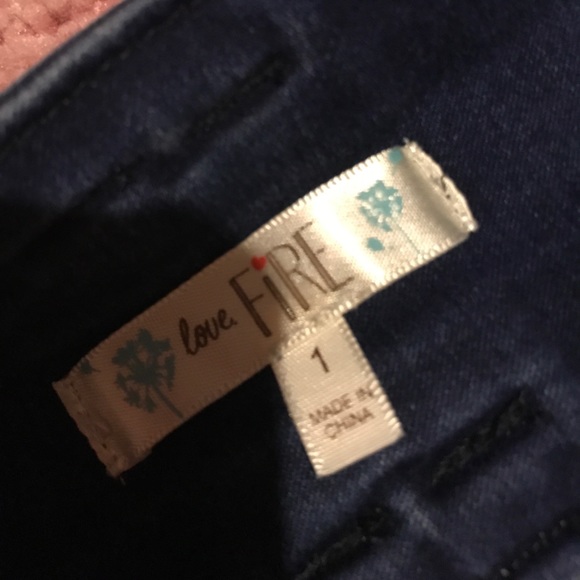 love, FiRE
1
MADE IN
CHINA